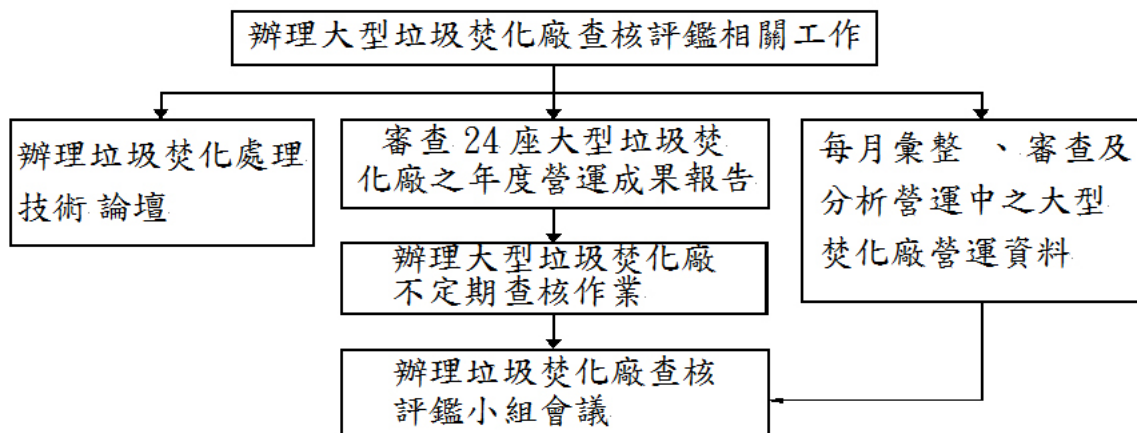 辦理大型垃圾焚化廠查核評鑑相關工作
辦理垃圾焚化處理
技術論壇
審查 24 座大型垃圾焚
化廠之年度營運成果報告
辦理大型垃圾焚化廠
不定期查核作業
辦理垃圾焚化廠查核
評鑑小組會議
每月彙整 、審查及
分析營運中之大型
焚化廠營運資料